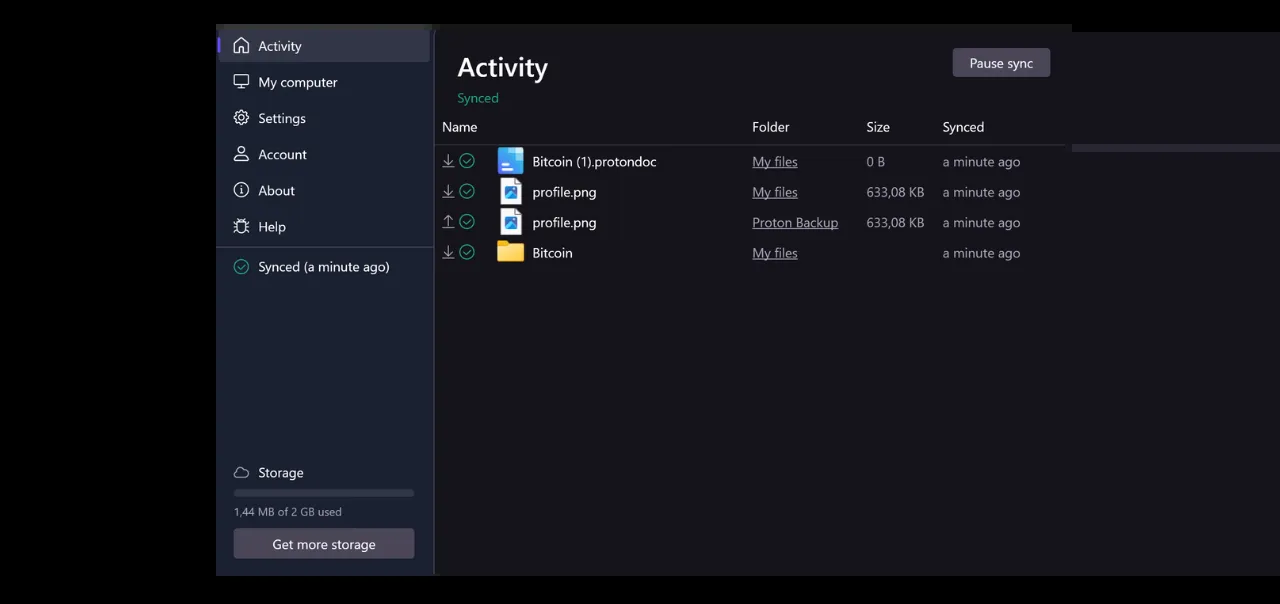 Activity
My computer
Settings
Account
About
Help
Synced (a minute ago)
Storage
1,44 MB of 2 GB used
Get more storage
Activity
Pause sync
Synced
Name Folder Size Synced
Bitcoin (1).protondoc My files 0 B a minute ago
profile.png My files 633,08 KB a minute ago
profile.png Proton Backup 633,08 KB a minute ago
Bitcoin My files a minute ago